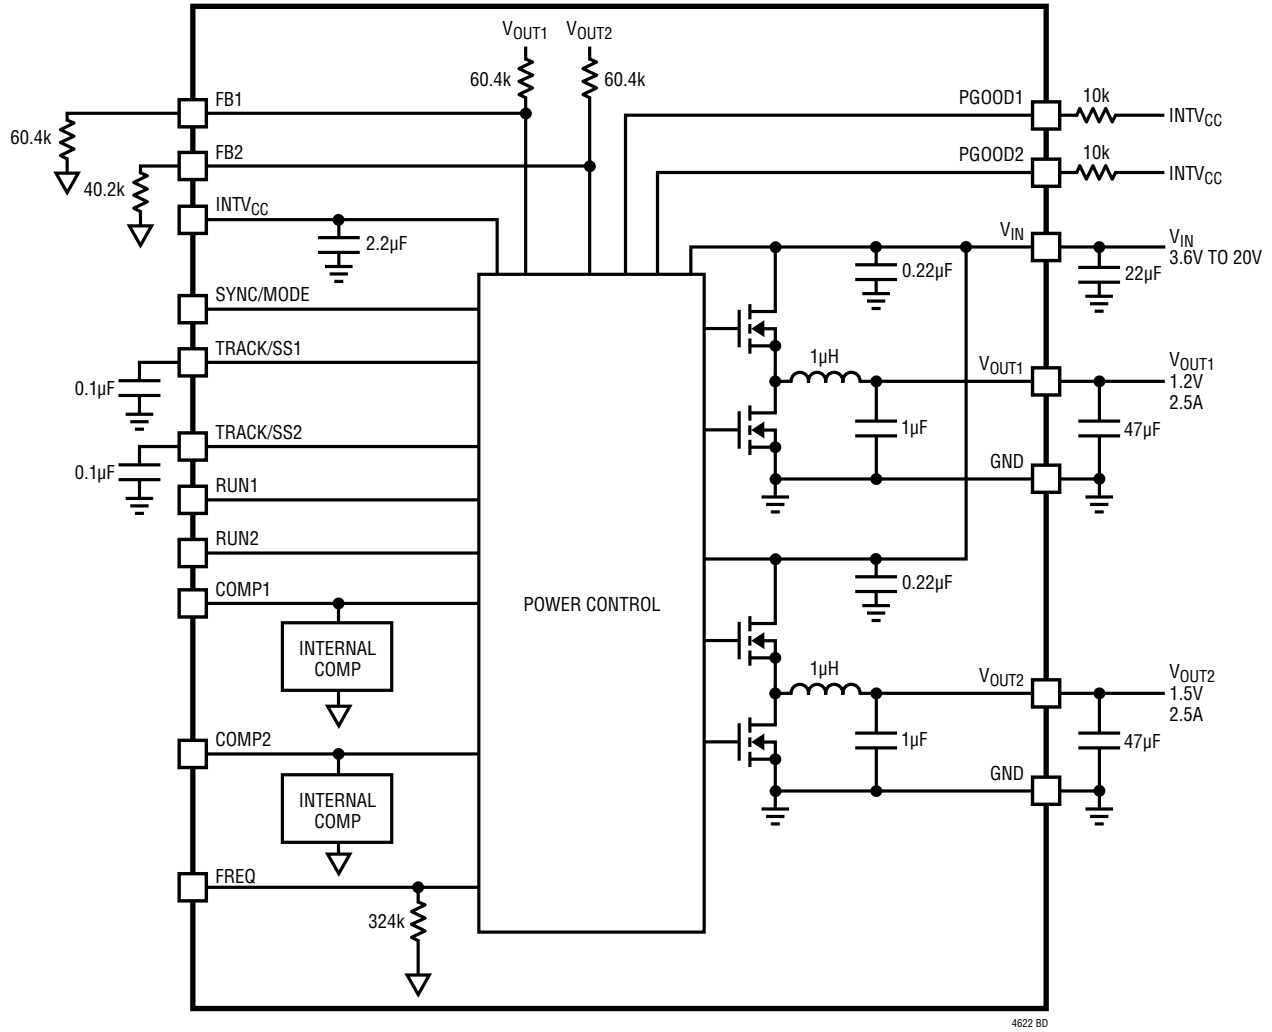 VOUT1 VOUT2
60.4k 60.4k
FB1
60.4k
FB2
40.2k
INTVCC
2.2µF
SYNC/MODE
TRACK/SS1
0.1µF
TRACK/SS2
0.1µF
RUN1
RUN2
COMP1
INTERNAL
COMP
COMP2
INTERNAL
COMP
FREQ
324k
POWER CONTROL
PGOOD1
10k
INTVCC
PGOOD2
10k
INTVCC
VIN
0.22µF
22µF
VIN
3.6V TO 20V
1µH
VOUT1
1µF
47µF
VOUT1
1.2V
2.5A
GND
0.22µF
1µH
VOUT2
1µF
47µF
VOUT2
1.5V
2.5A
GND
4622 BD